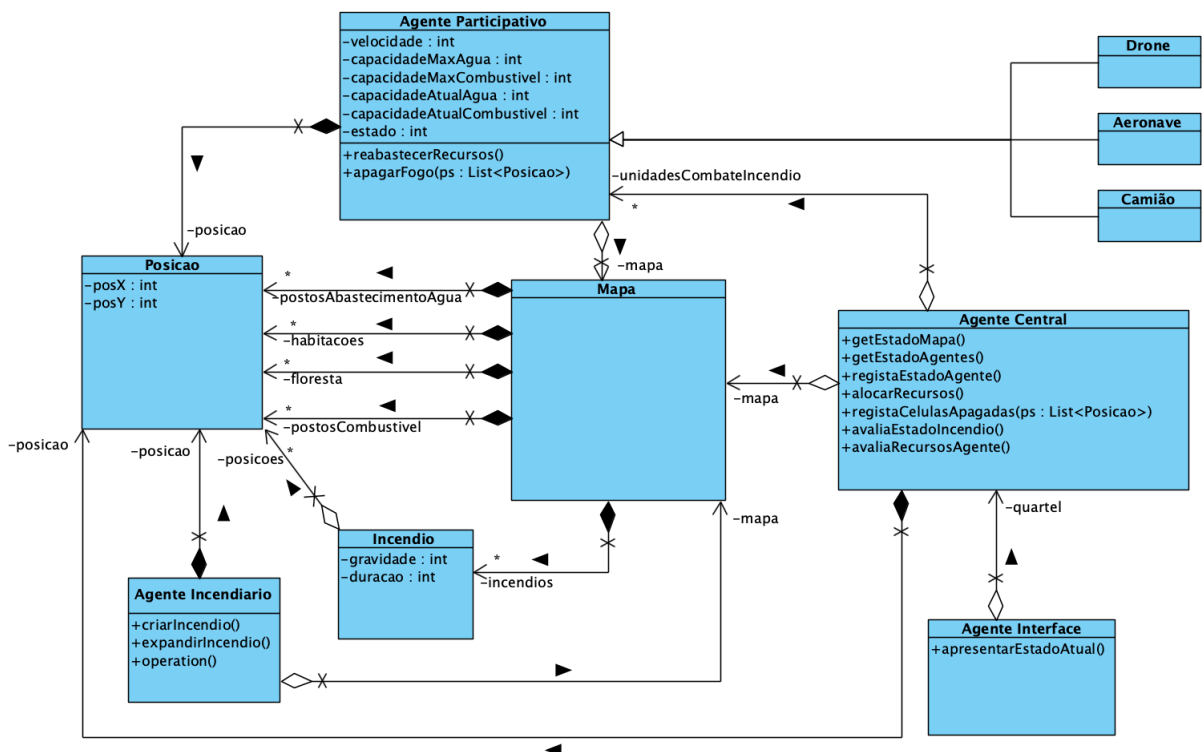 Agente Participativo
-velocidade : int
-capacidadeMaxAgua : int
-capacidadeMaxCombustivel : int
-capacidadeAtualAgua : int
-capacidadeAtualCombustivel : int
-estado : int
+reabastecerRecursos()
+apagarFogo(ps : List<Posicao>)
Drone
Aeronave
Camião
-unidadesCombateIncendio
*
-posicao
-mapa
Posicao
-posX : int
-posY : int
*
-postosAbastecimentoAgua
*
-habitacoes
*
-floresta
*
-postosCombustivel
Mapa
Agente Central
+getEstadoMapa()
+getEstadoAgentes()
+registaEstadoAgente()
+alocarRecursos()
+registaCelulasApagadas(ps : List<Posicao>)
+avaliaEstadoIncendio()
+avaliaRecursosAgente()
-mapa
-posicao
-posicao
-posicoes
*
-mapa
-quartel
Incendio
-gravidade : int
-duracao : int
*
-incendios
Agente Incendiario
+criarIncendio()
+expandirIncendio()
+operation()
Agente Interface
+apresentarEstadoAtual()